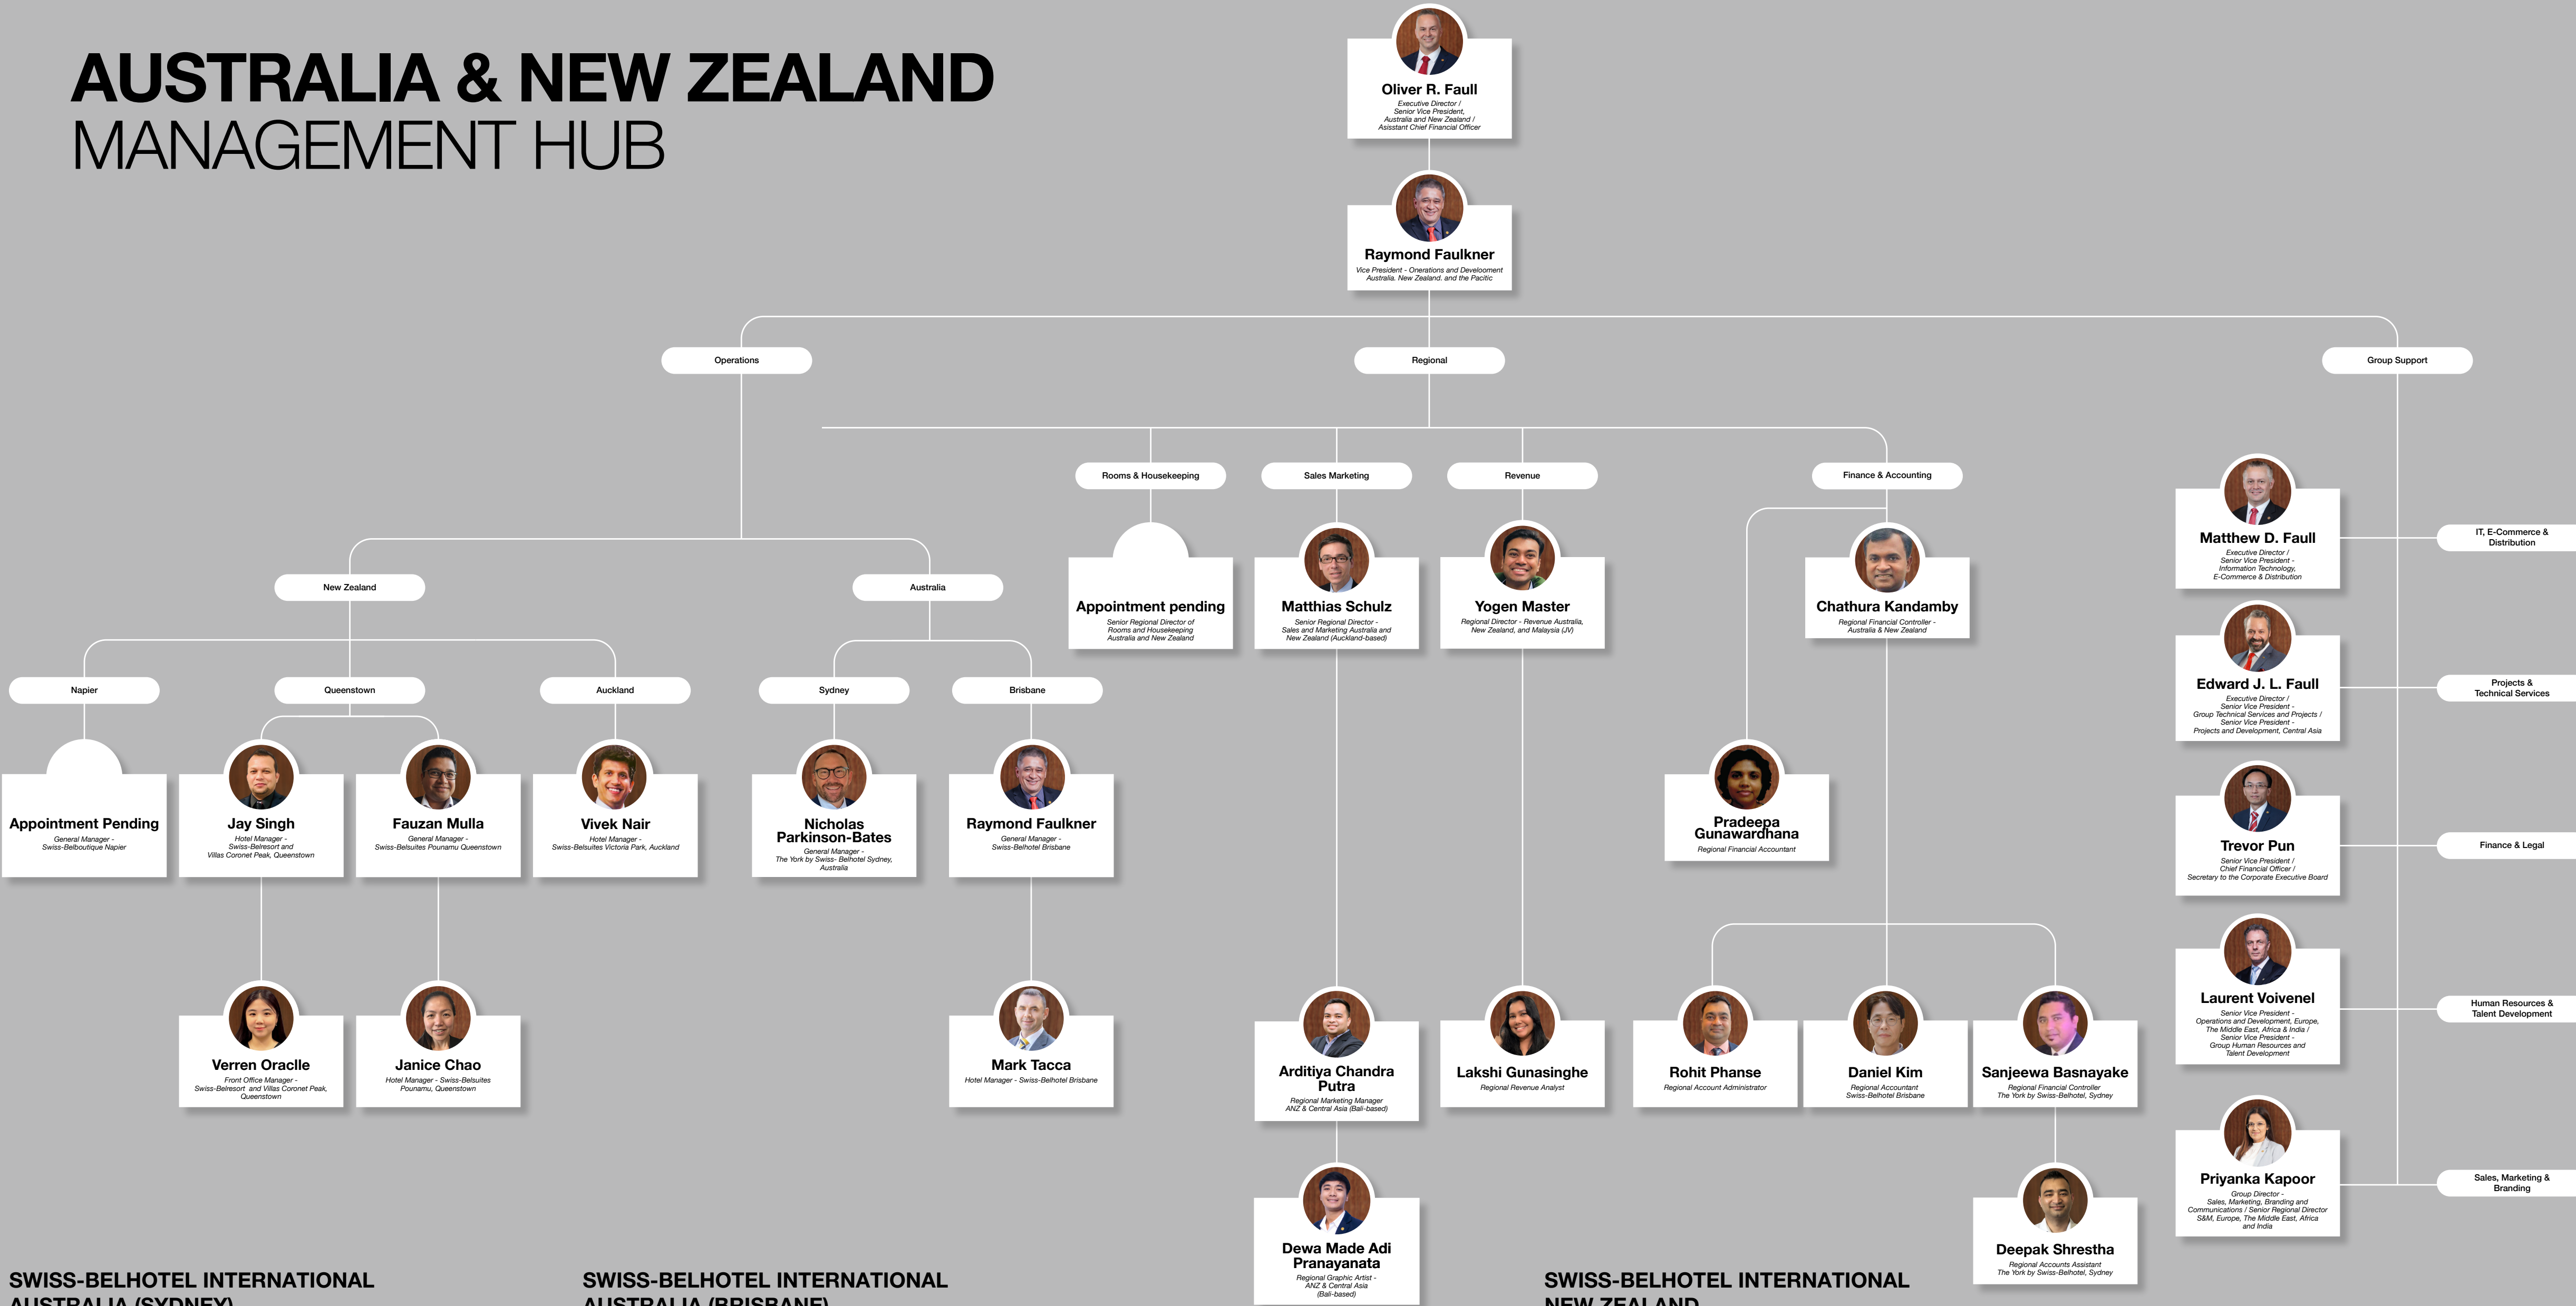 AUSTRALIA & NEW ZEALAND
MANAGEMENT HUB
Oliver R. Faull
Executive Director /
Senior Vice President,
Australia and New Zealand /
Asisstant Chief Financial Officer
Raymond Faulkner
Vice President - Onerations and Develooment
Australia. New Zealand. and the Pacitic
Operations
Regional
Group Support
Rooms & Housekeeping
Sales Marketing
Revenue
Finance & Accounting
New Zealand
Australia
Appointment pending
Senior Regional Director of
Rooms and Housekeeping
Australia and New Zealand
Matthias Schulz
Senior Regional Director -
Sales and Marketing Australia and
New Zealand (Auckland-based)
Yogen Master
Regional Director - Revenue Australia,
New Zealand, and Malaysia (JV)
Chathura Kandamby
Regional Financial Controller -
Australia & New Zealand
Matthew D. Faull
Executive Director /
Senior Vice President -
Information Technology,
E-Commerce & Distribution
IT, E-Commerce &
Distribution
Edward J. L. Faull
Executive Director /
Senior Vice President -
Group Technical Services and Projects /
Senior Vice President -
Projects and Development, Central Asia
Projects &
Technical Services
Napier
Queenstown
Auckland
Sydney
Brisbane
Appointment Pending
General Manager -
Swiss-Belboutique Napier
Jay Singh
Hotel Manager -
Swiss-Belresort and
Villas Coronet Peak, Queenstown
Fauzan Mulla
General Manager -
Swiss-Belsuites Pounamu Queenstown
Vivek Nair
Hotel Manager -
Swiss-Belsuites Victoria Park, Auckland
Nicholas
Parkinson-Bates
General Manager -
The York by Swiss- Belhotel Sydney,
Australia
Raymond Faulkner
General Manager -
Swiss-Belhotel Brisbane
Pradeepa
Gunawardhana
Regional Financial Accountant
Trevor Pun
Senior Vice President /
Chief Financial Officer /
Secretary to the Corporate Executive Board
Finance & Legal
Laurent Voivenel
Senior Vice President -
Operations and Development, Europe,
The Middle East, Africa & India /
Senior Vice President -
Group Human Resources and
Talent Development
Human Resources &
Talent Development
Verren Oraclle
Front Office Manager -
Swiss-Belresort and Villas Coronet Peak,
Queenstown
Janice Chao
Hotel Manager - Swiss-Belsuites
Pounamu, Queenstown
Mark Tacca
Hotel Manager - Swiss-Belhotel Brisbane
Arditiya Chandra
Putra
Regional Marketing Manager
ANZ & Central Asia (Bali-based)
Lakshi Gunasinghe
Regional Revenue Analyst
Rohit Phanse
Regional Account Administrator
Daniel Kim
Regional Accountant
Swiss-Belhotel Brisbane
Sanjeewa Basnayake
Regional Financial Controller
The York by Swiss-Belhotel, Sydney
Priyanka Kapoor
Group Director -
Sales, Marketing, Branding and
Communications / Senior Regional Director
S&M, Europe, The Middle East, Africa
and India
Sales, Marketing &
Branding
Dewa Made Adi
Pranayanata
Regional Graphic Artist -
ANZ & Central Asia
(Bali-based)
Deepak Shrestha
Regional Accounts Assistant
The York by Swiss-Belhotel, Sydney
SWISS-BELHOTEL INTERNATIONAL
AUSTRALIA (SYDNEY)
SWISS-BELHOTEL INTERNATIONAL
AUSTRALIA (BRISBANE)
SWISS-BELHOTEL INTERNATIONAL
NEW ZEALAND